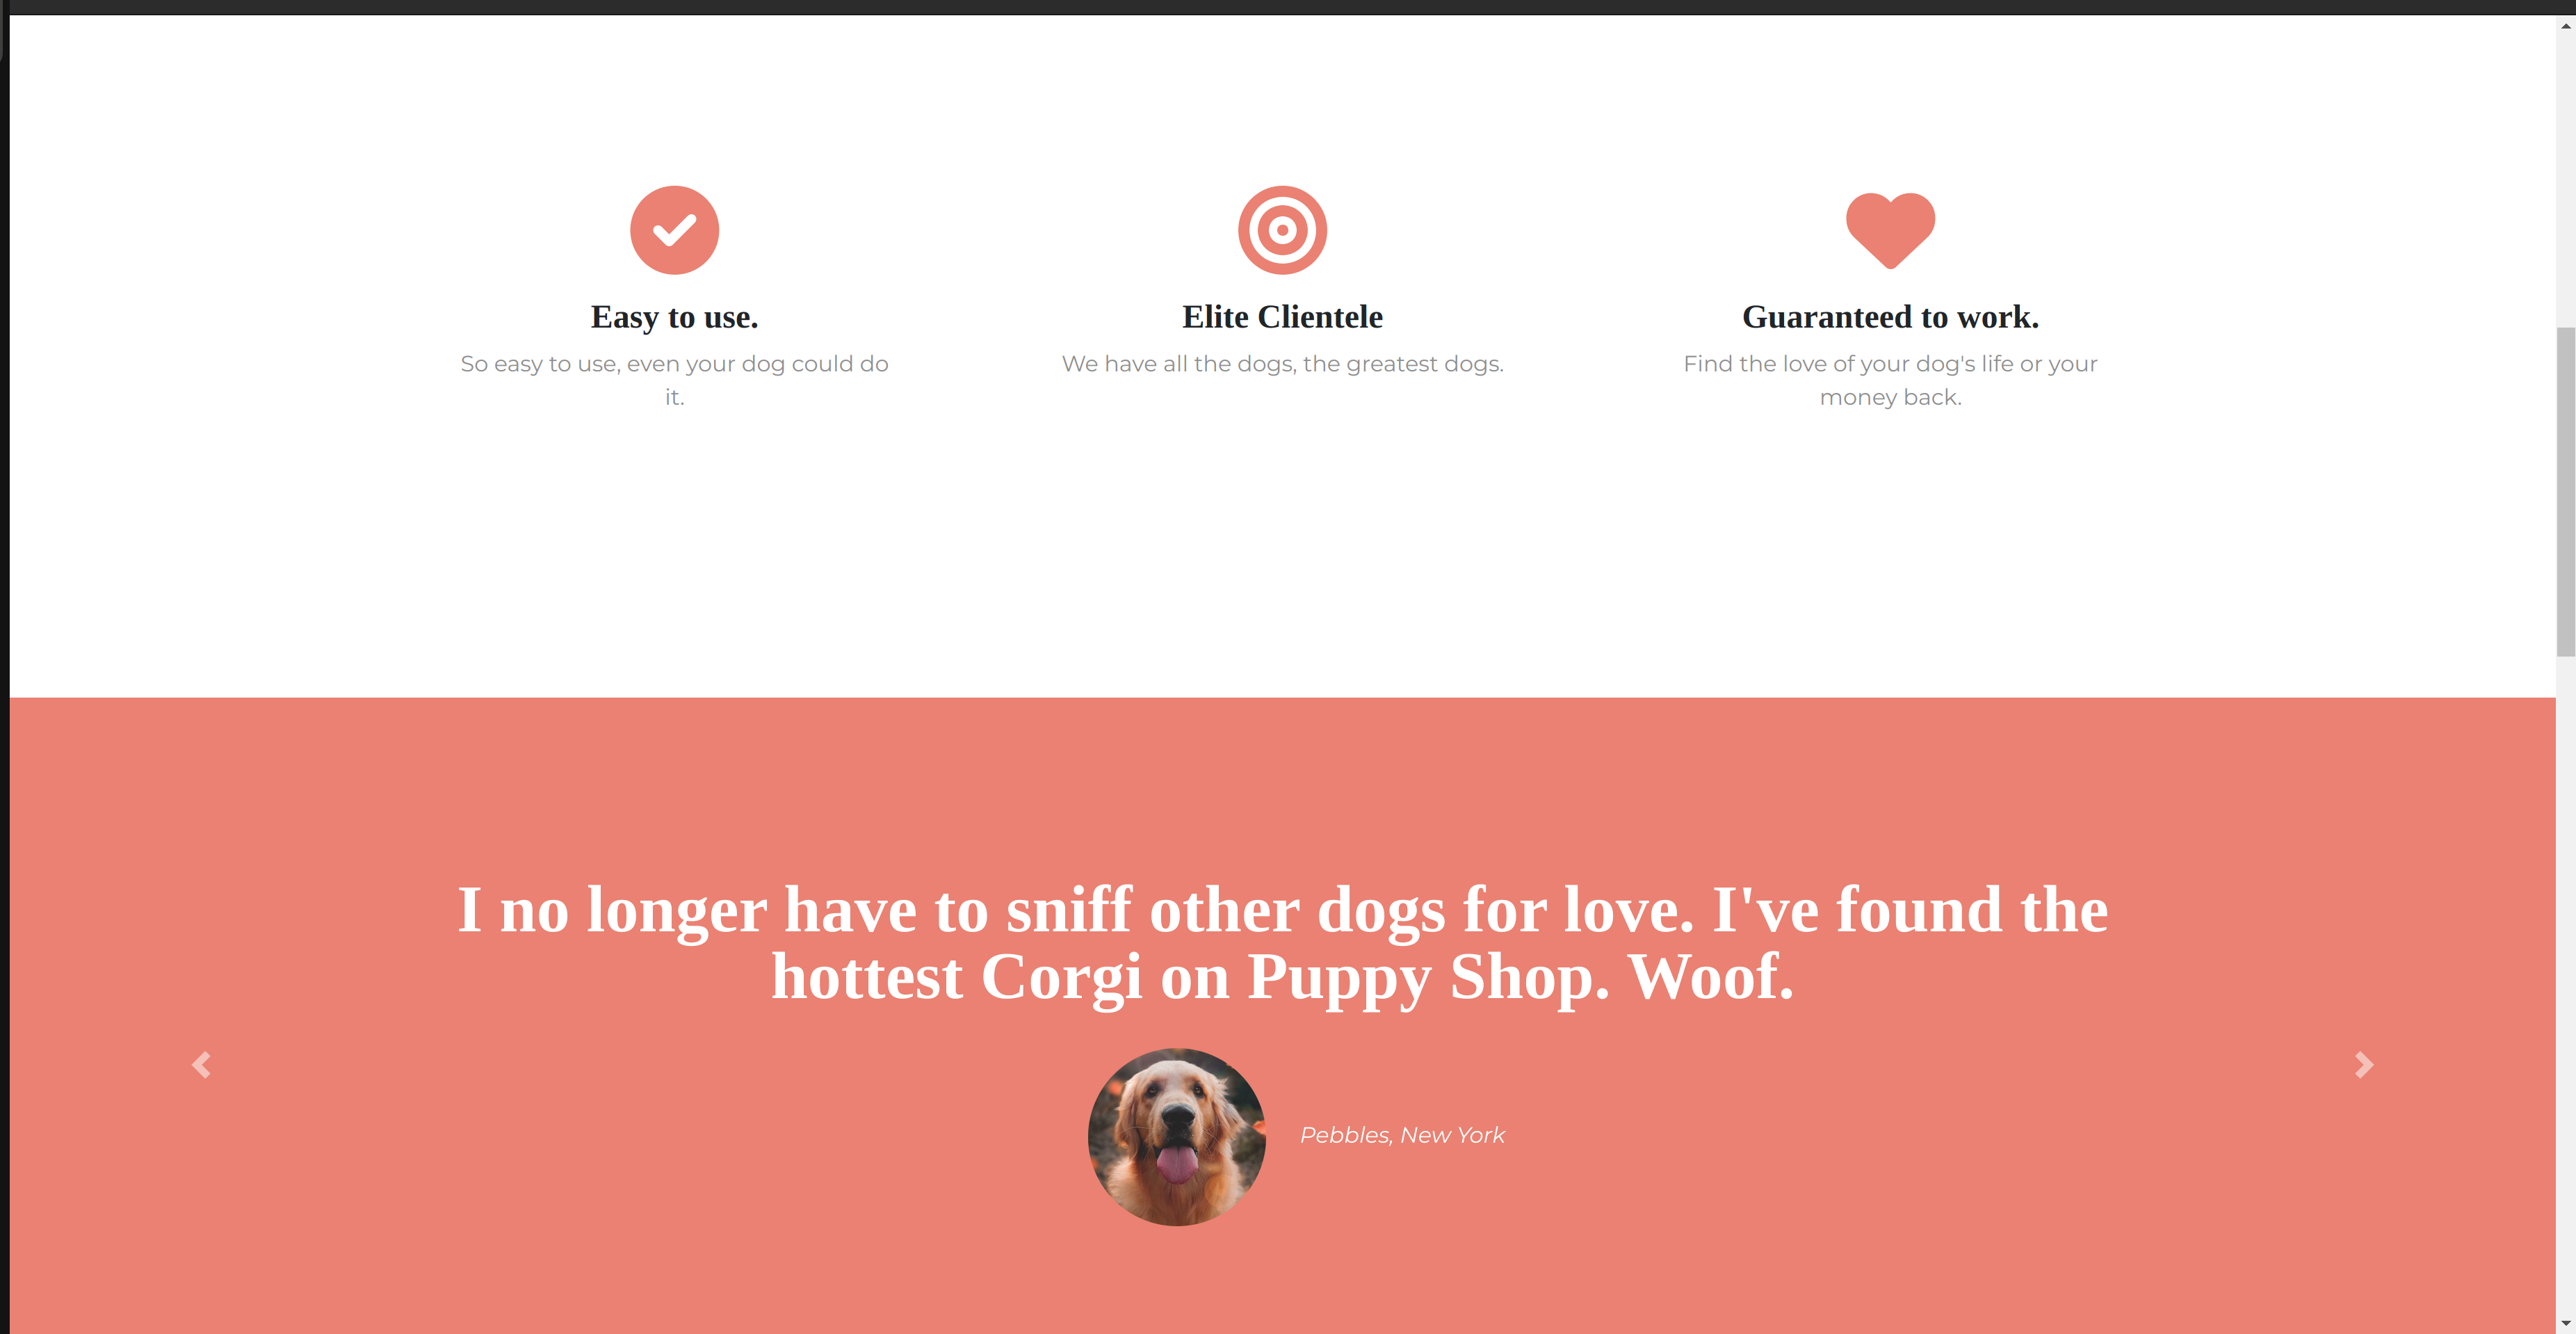 Easy to use.
So easy to use, even your dog could do
it.
Elite Clientele
We have all the dogs, the greatest dogs.
Guaranteed to work.
Find the love of your dog's life or your
money back.
I no longer have to sniff other dogs for love. I've found the
hottest Corgi on Puppy Shop. Woof.
Pebbles, New York